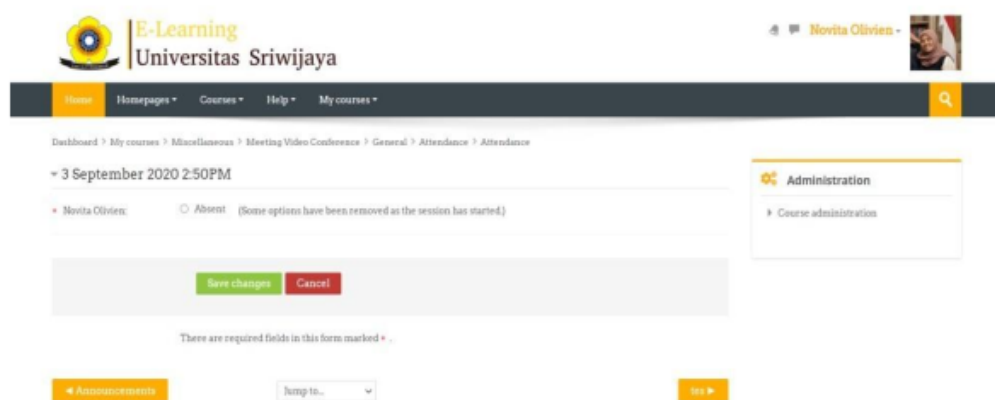 E-Learning
Universitas Sriwijaya
Novita Olivien
Home Homepages Courses Help My courses
Dashboard > My courses > Miscellaneous > Meeting Video Conference > General > Attendance > Attendance
3 September 2020 2:50PM
Novita Olivien: Absent (Some options have been removed as the session has started.)
Save changes Cancel
There are required fields in this form marked * .
◀ Announcements Jump to... tes ▶
Administration
Course administration